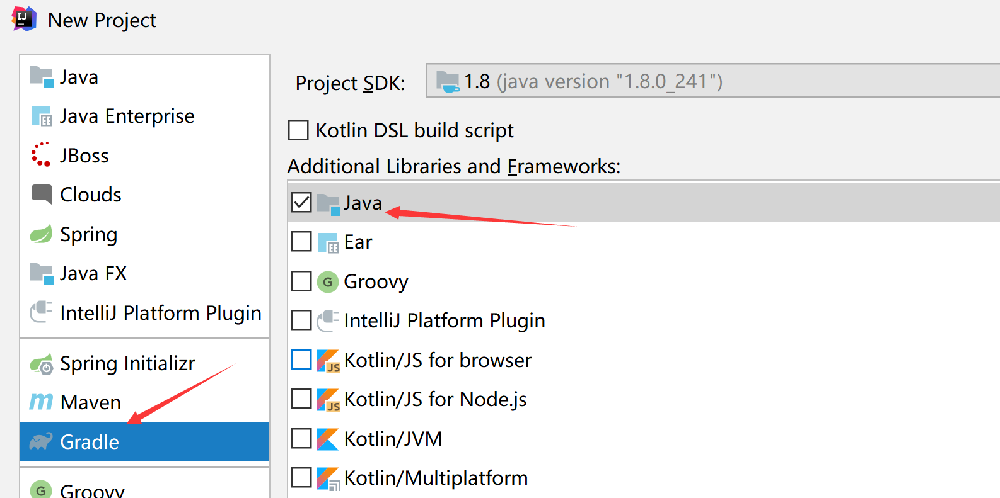 New Project
Java
Java Enterprise
JBoss
Clouds
Spring
Java FX
IntelliJ Platform Plugin
Spring Initializr
Maven
Gradle
Groovy
Project SDK: 1.8 (java version "1.8.0_241")
Kotlin DSL build script
Additional Libraries and Frameworks:
Java
Ear
Groovy
IntelliJ Platform Plugin
Kotlin/JS for browser
Kotlin/JS for Node.js
Kotlin/JVM
Kotlin/Multiplatform